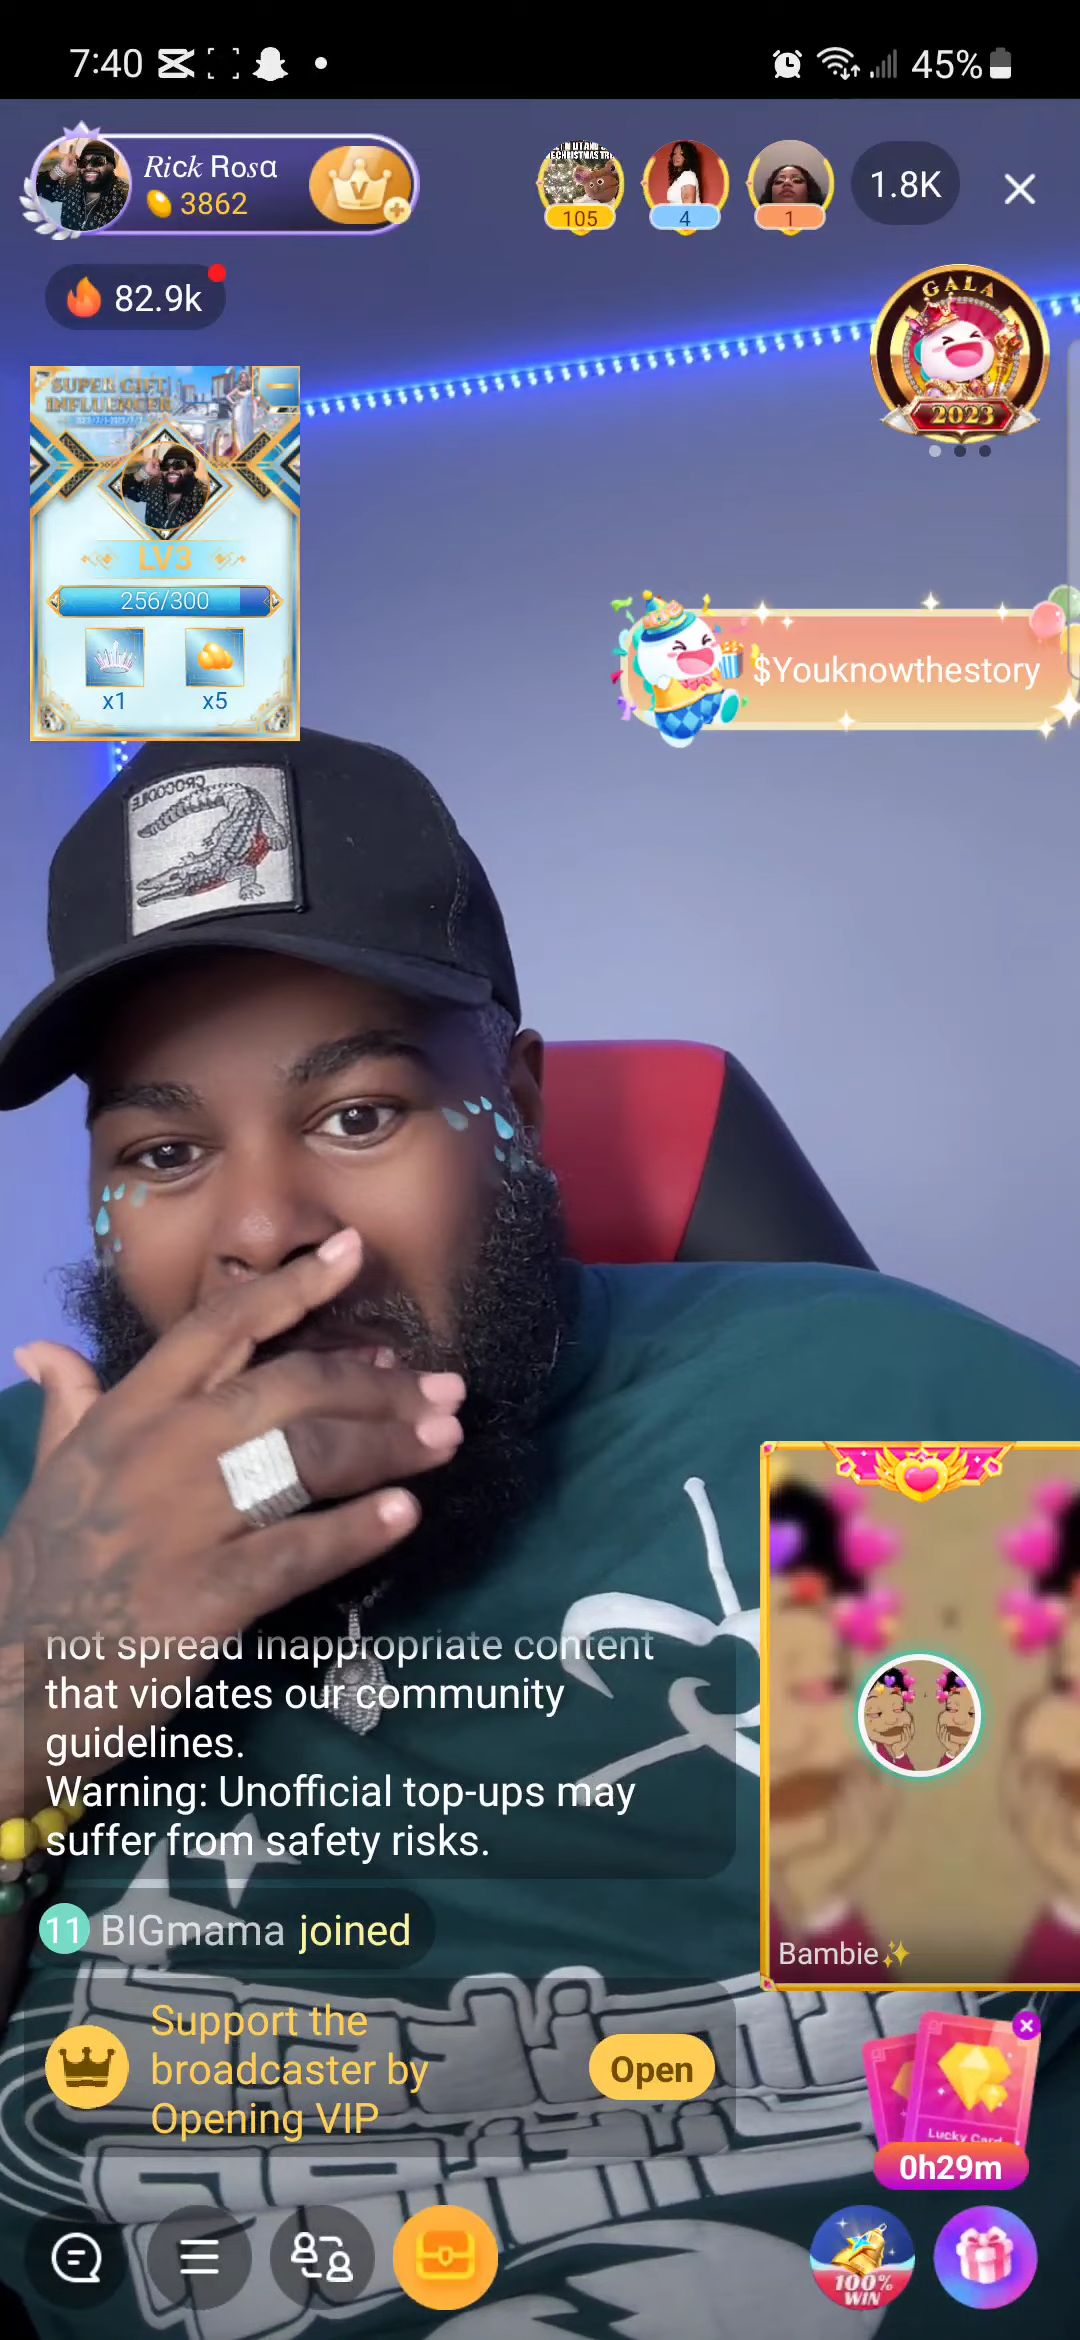 7:40
45%
Rick Rosa
3862
V
105
4
1
1.8K
82.9k
GALA
2023
SUPER GIFT
INFLUENCER
LV3
256/300
x1
x5
$Youknowthestory
CROCODILE
not spread inappropriate content
that violates our community
guidelines.
Warning: Unofficial top-ups may
suffer from safety risks.
11 BIGmama joined
Bambie✨
Support the
broadcaster by
Opening VIP
Open
Lucky Card
0h29m
100%
WIN